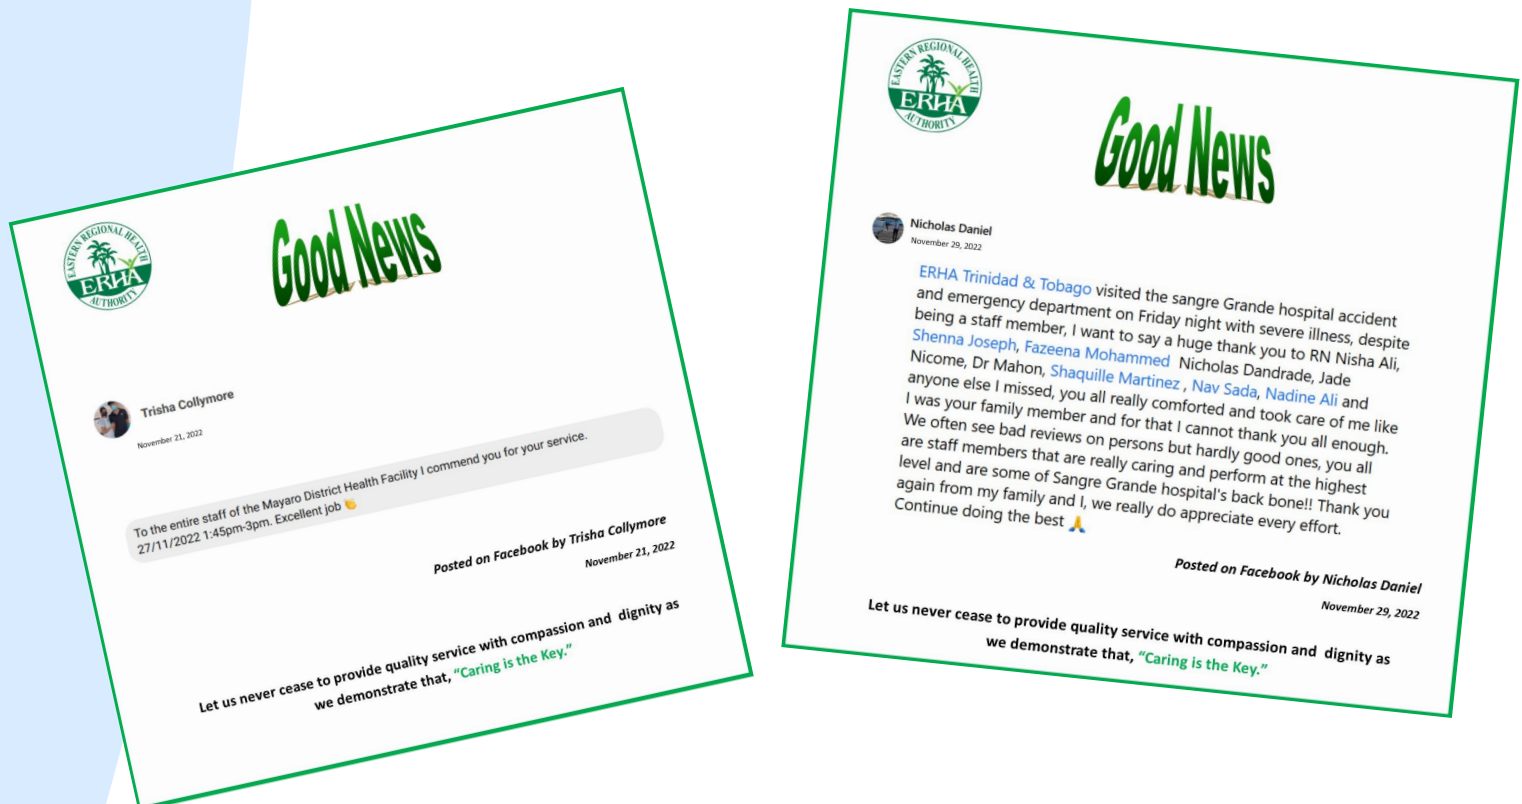 EASTERN REGIONAL HEALTH
ERHA
AUTHORITY
Good News
Trisha Collymore
November 21, 2022
To the entire staff of the Mayaro District Health Facility I commend you for your service.
27/11/2022 1:45pm-3pm. Excellent job 👏
Posted on Facebook by Trisha Collymore
November 21, 2022
Let us never cease to provide quality service with compassion and dignity as
we demonstrate that, “Caring is the Key.”
EASTERN REGIONAL HEALTH
ERHA
AUTHORITY
Good News
Nicholas Daniel
November 29, 2022
ERHA Trinidad & Tobago visited the sangre Grande hospital accident
and emergency department on Friday night with severe illness, despite
being a staff member, I want to say a huge thank you to RN Nisha Ali,
Shenna Joseph, Fazeena Mohammed Nicholas Dandrade, Jade
Nicome, Dr Mahon, Shaquille Martinez , Nav Sada, Nadine Ali and
anyone else I missed, you all really comforted and took care of me like
I was your family member and for that I cannot thank you all enough.
We often see bad reviews on persons but hardly good ones, you all
are staff members that are really caring and perform at the highest
level and are some of Sangre Grande hospital's back bone!! Thank you
again from my family and I, we really do appreciate every effort.
Continue doing the best 🙏
Posted on Facebook by Nicholas Daniel
November 29, 2022
Let us never cease to provide quality service with compassion and dignity as
we demonstrate that, “Caring is the Key.”